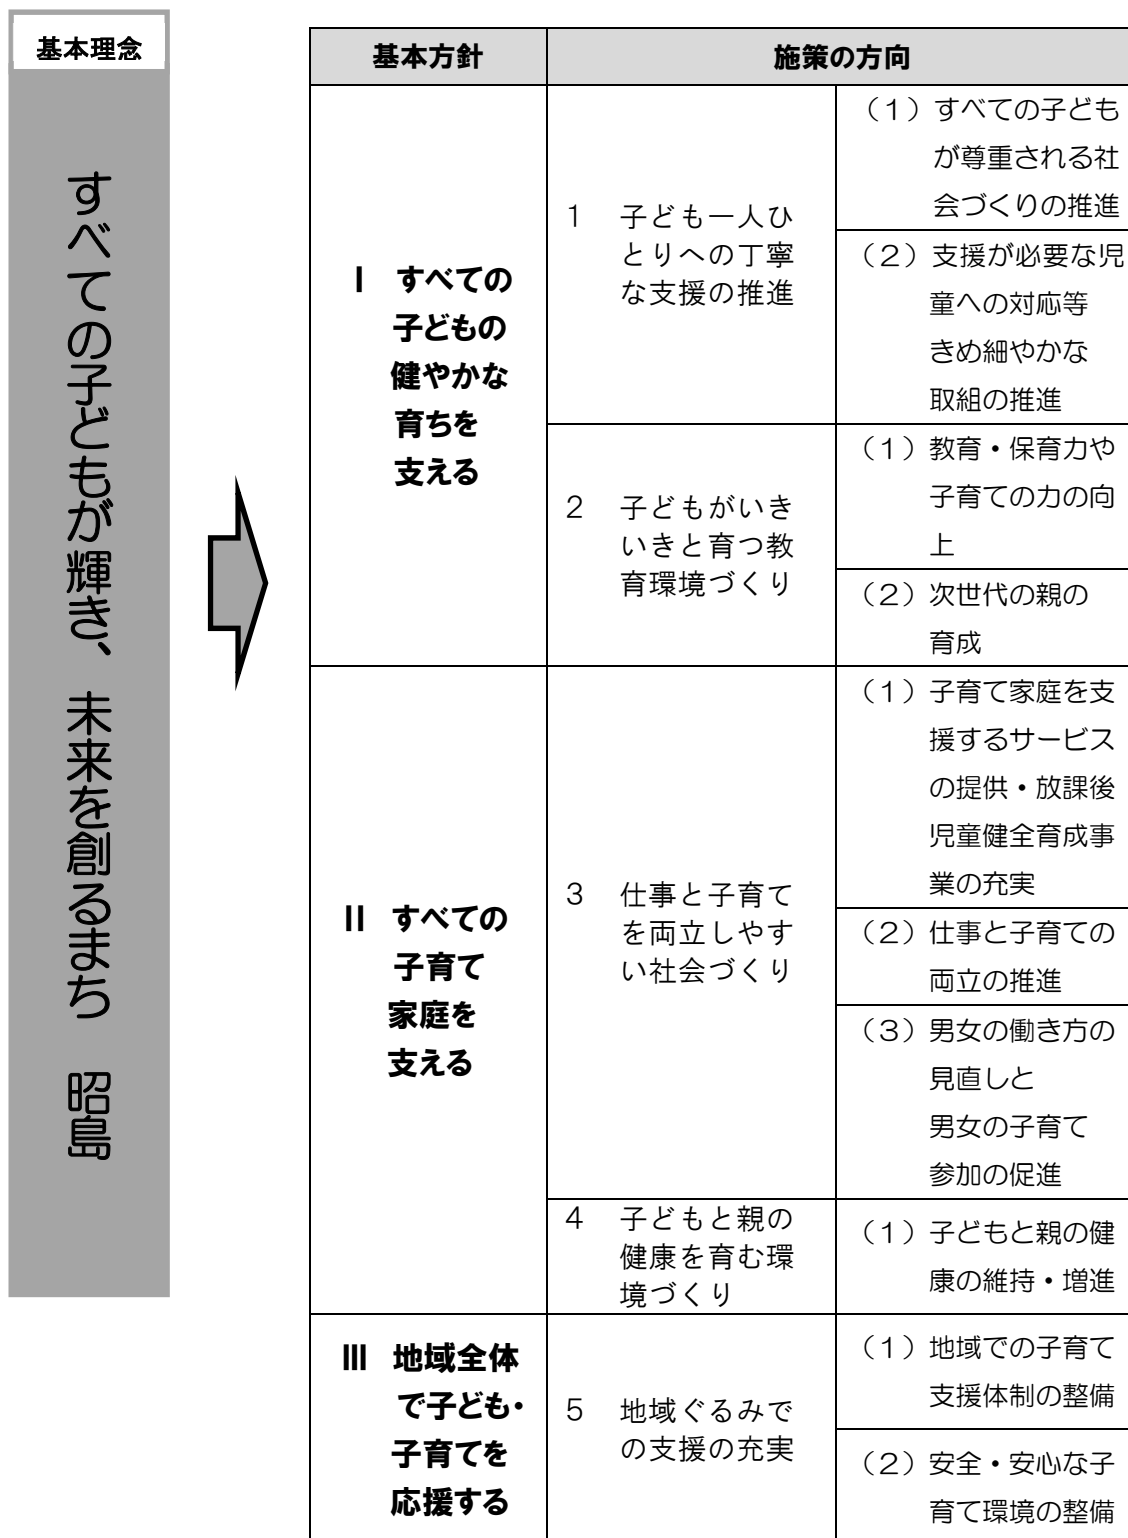 基本理念
すべての子どもが輝き、未来を創るまち　昭島
基本方針
施策の方向
Ⅰ　すべての
子どもの
健やかな
育ちを
支える
1　子ども一人ひ
とりへの丁寧
な支援の推進
（1）すべての子ども
が尊重される社
会づくりの推進
（2）支援が必要な児
童への対応等
きめ細やかな
取組の推進
2　子どもがいき
いきと育つ教
育環境づくり
（1）教育・保育力や
子育ての力の向
上
（2）次世代の親の
育成
Ⅱ　すべての
子育て
家庭を
支える
3　仕事と子育て
を両立しやす
い社会づくり
（1）子育て家庭を支
援するサービス
の提供・放課後
児童健全育成事
業の充実
（2）仕事と子育ての
両立の推進
（3）男女の働き方の
見直しと
男女の子育て
参加の促進
4　子どもと親の
健康を育む環
境づくり
（1）子どもと親の健
康の維持・増進
Ⅲ　地域全体
で子ども・
子育てを
応援する
5　地域ぐるみで
の支援の充実
（1）地域での子育て
支援体制の整備
（2）安全・安心な子
育て環境の整備